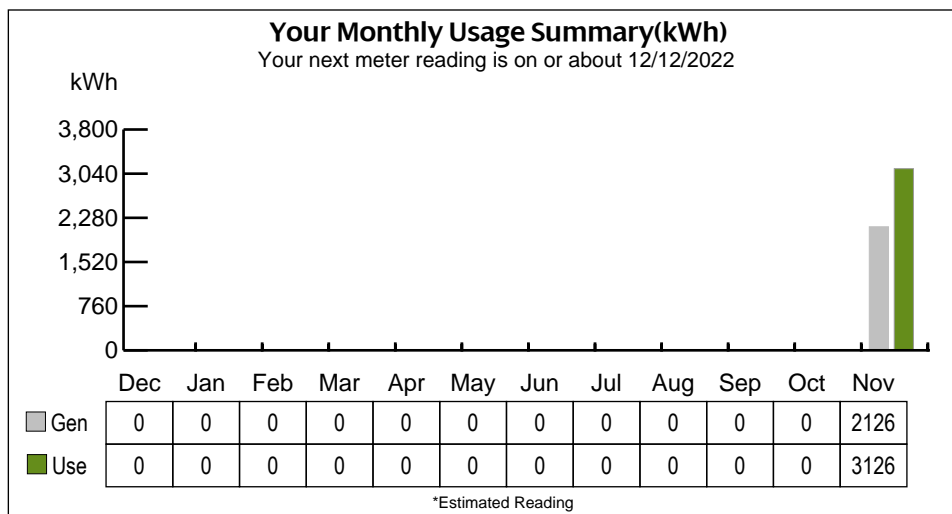 Your Monthly Usage Summary(kWh)
Your next meter reading is on or about 12/12/2022
kWh
3,800
3,040
2,280
1,520
760
0
Dec Jan Feb Mar Apr May Jun Jul Aug Sep Oct Nov
Gen 0 0 0 0 0 0 0 0 0 0 0 2126
Use 0 0 0 0 0 0 0 0 0 0 0 3126
*Estimated Reading